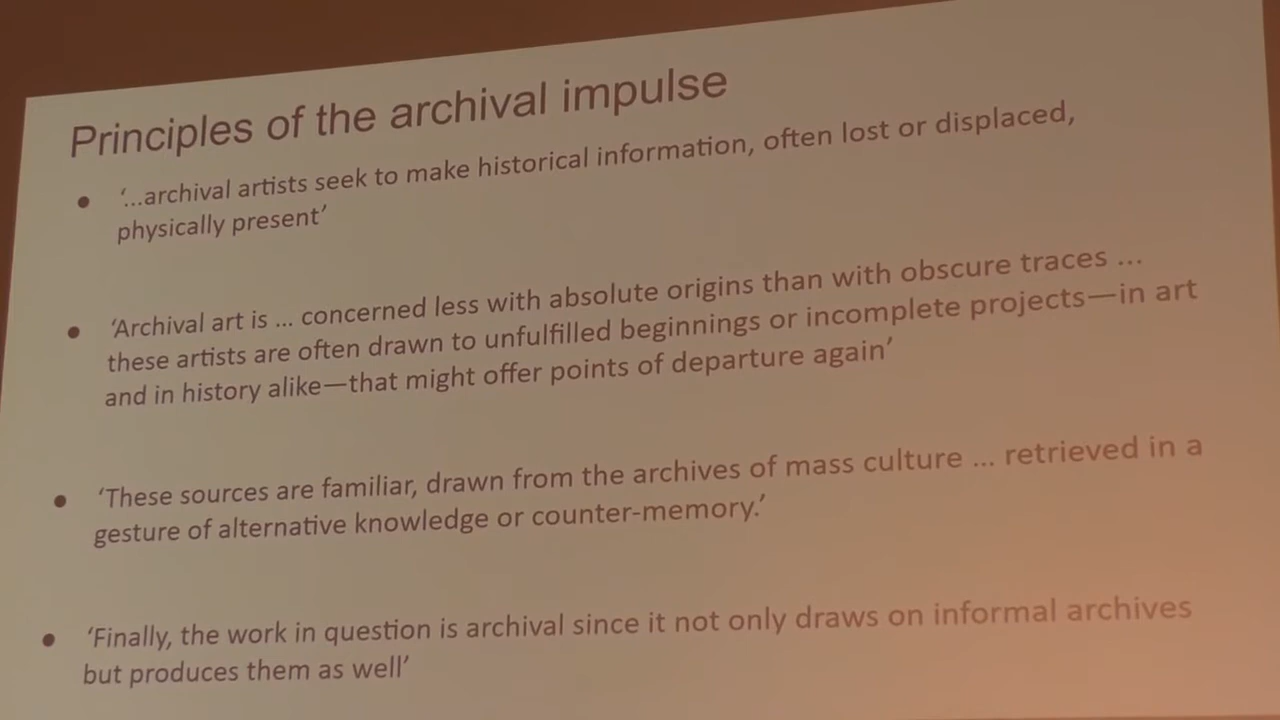 Principles of the archival impulse
• ‘...archival artists seek to make historical information, often lost or displaced,
physically present’
• ‘Archival art is ... concerned less with absolute origins than with obscure traces ...
these artists are often drawn to unfulfilled beginnings or incomplete projects—in art
and in history alike—that might offer points of departure again’
• ‘These sources are familiar, drawn from the archives of mass culture ... retrieved in a
gesture of alternative knowledge or counter-memory.’
• ‘Finally, the work in question is archival since it not only draws on informal archives
but produces them as well’